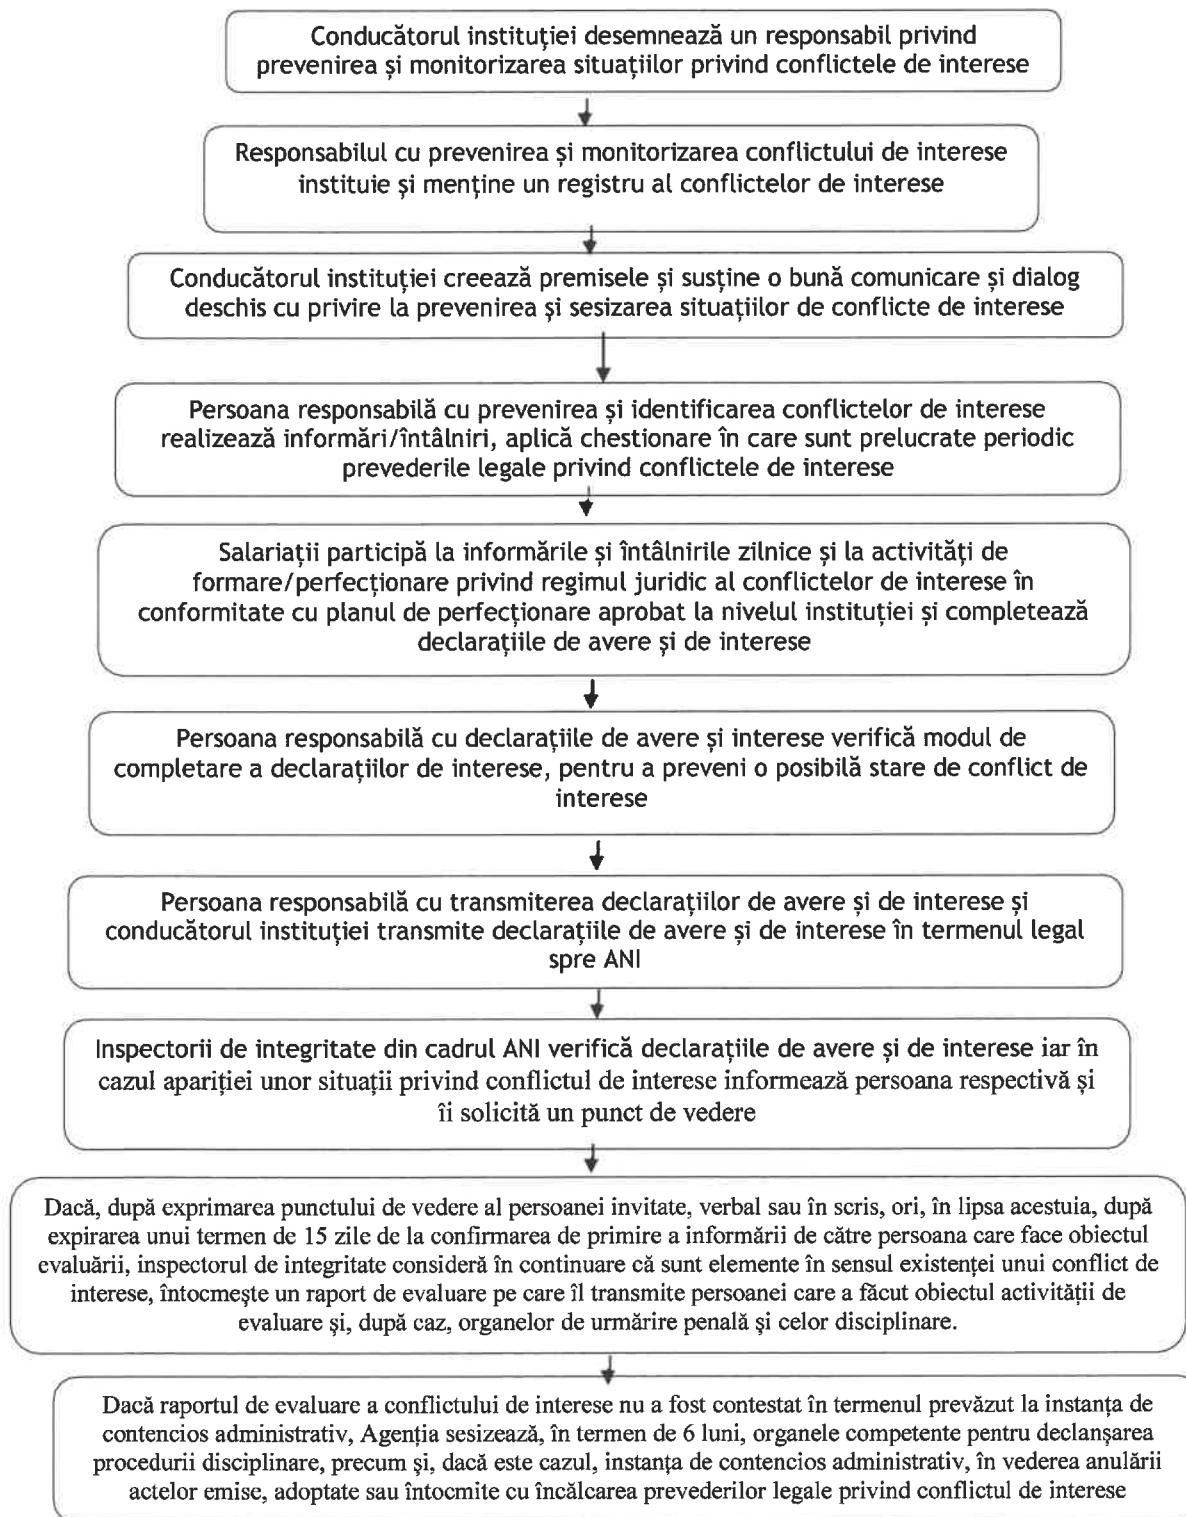 Conducătorul instituției desemnează un responsabil privind
prevenirea și monitorizarea situațiilor privind conflictele de interese
Responsabilul cu prevenirea și monitorizarea conflictului de interese
instituie și menține un registru al conflictelor de interese
Conducătorul instituției creează premisele și susține o bună comunicare și dialog
deschis cu privire la prevenirea și sesizarea situațiilor de conflicte de interese
Persoana responsabilă cu prevenirea și identificarea conflictelor de interese
realizează informări/întâlniri, aplică chestionare în care sunt prelucrate periodic
prevederile legale privind conflictele de interese
Salariații participă la informările și întâlnirile zilnice și la activități de
formare/perfecționare privind regimul juridic al conflictelor de interese în
conformitate cu planul de perfecționare aprobat la nivelul instituției și completează
declarațiile de avere și de interese
Persoana responsabilă cu declarațiile de avere și interese verifică modul de
completare a declarațiilor de interese, pentru a preveni o posibilă stare de conflict de
interese
Persoana responsabilă cu transmiterea declarațiilor de avere și de interese și
conducătorul instituției transmite declarațiile de avere și de interese în termenul legal
spre ANI
Inspectorii de integritate din cadrul ANI verifică declarațiile de avere și de interese iar în
cazul apariției unor situații privind conflictul de interese informează persoana respectivă și
îi solicită un punct de vedere
Dacă, după exprimarea punctului de vedere al persoanei invitate, verbal sau în scris, ori, în lipsa acestuia, după
expirarea unui termen de 15 zile de la confirmarea de primire a informării de către persoana care face obiectul
evaluării, inspectorul de integritate consideră în continuare că sunt elemente în sensul existenței unui conflict de
interese, întocmește un raport de evaluare pe care îl transmite persoanei care a făcut obiectul activității de
evaluare și, după caz, organelor de urmărire penală și celor disciplinare.
Dacă raportul de evaluare a conflictului de interese nu a fost contestat în termenul prevăzut la instanța de
contencios administrativ, Agenția sesizează, în termen de 6 luni, organele competente pentru declanșarea
procedurii disciplinare, precum și, dacă este cazul, instanța de contencios administrativ, în vederea anulării
actelor emise, adoptate sau întocmite cu încălcarea prevederilor legale privind conflictul de interese